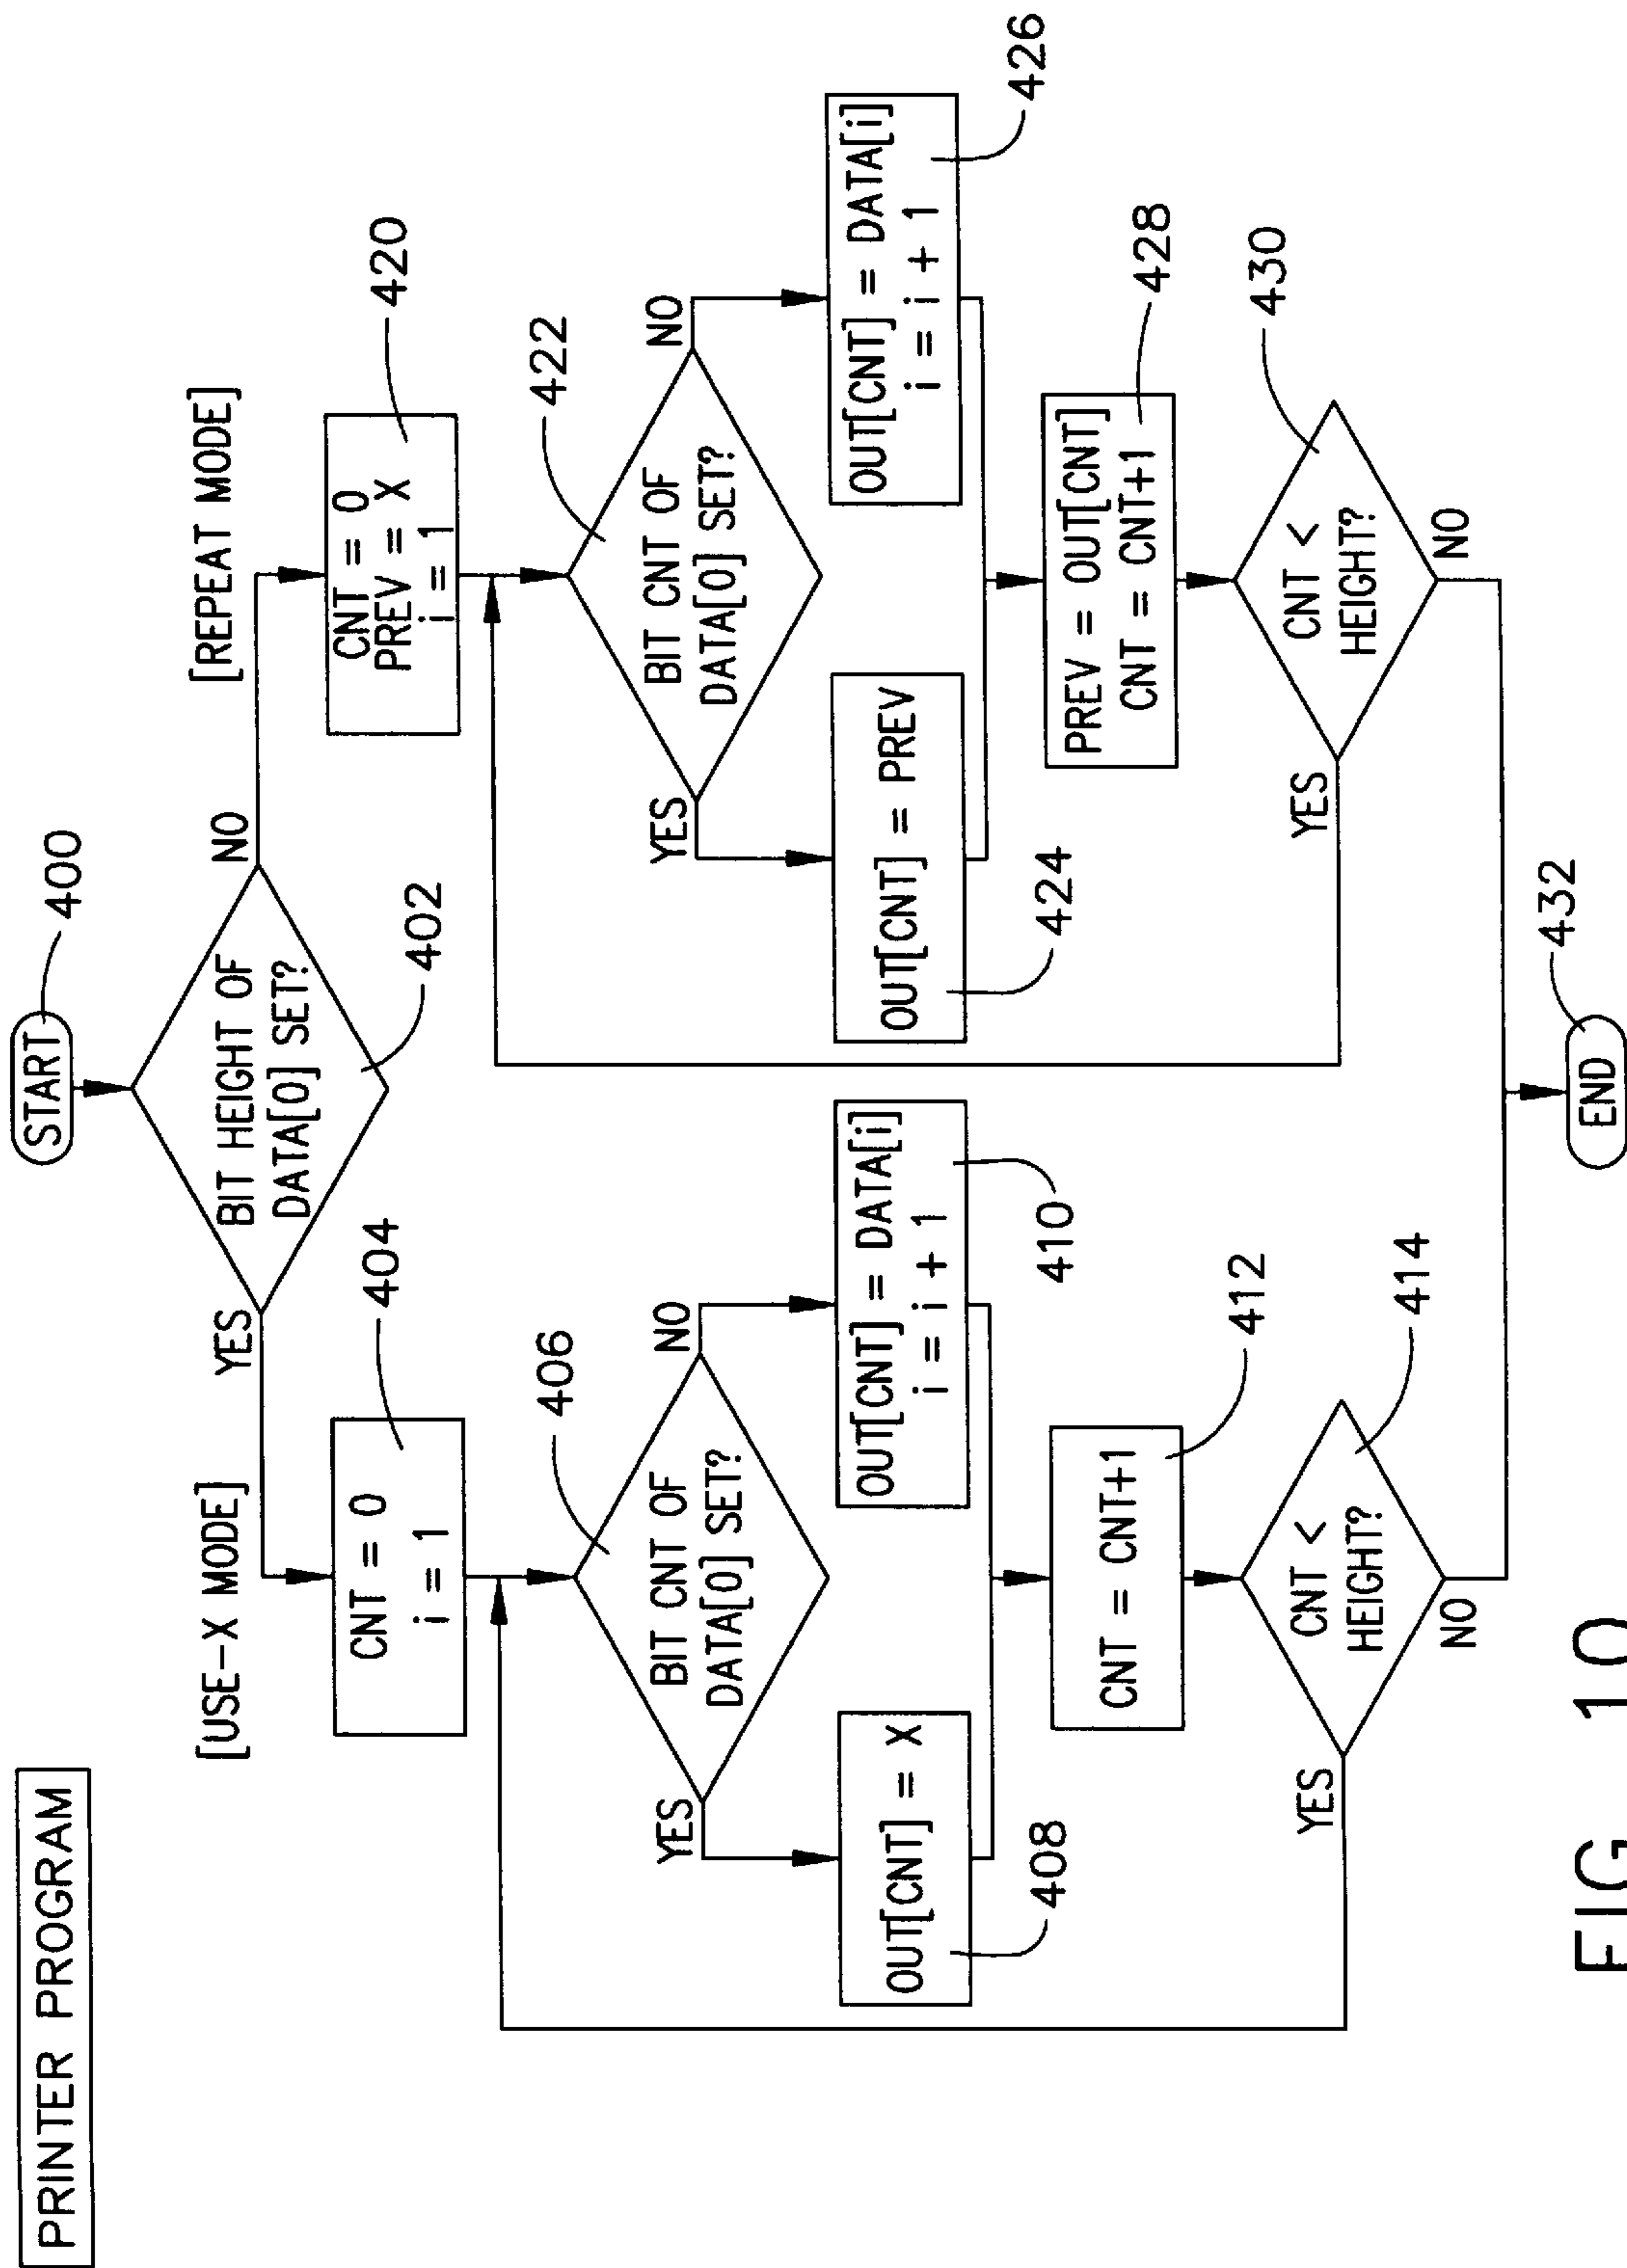 PRINTER PROGRAM
START
400
BIT HEIGHT OF
DATA[0] SET?
402
YES
NO
[USE-X MODE]
[REPEAT MODE]
CNT = 0
i = 1
404
BIT CNT OF
DATA[0] SET?
406
YES
NO
OUT[CNT] = X
408
OUT[CNT] = DATA[i]
i = i + 1
410
CNT = CNT+1
412
CNT <
HEIGHT?
414
YES
NO
CNT = 0
PREV = X
i = 1
420
BIT CNT OF
DATA[0] SET?
422
YES
NO
OUT[CNT] = PREV
424
OUT[CNT] = DATA[i]
i = i + 1
426
PREV = OUT[CNT]
CNT = CNT+1
428
CNT <
HEIGHT?
430
YES
NO
END
432
FIG. 10